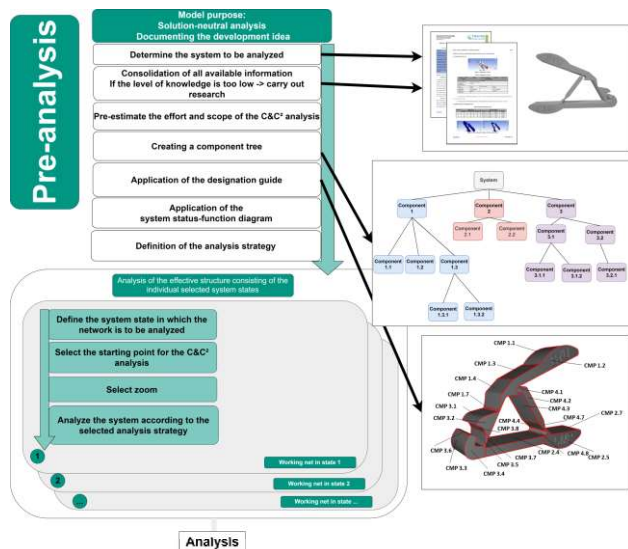 Pre-analysis
Model purpose:
Solution-neutral analysis
Documenting the development idea
Determine the system to be analyzed
Consolidation of all available information
If the level of knowledge is too low -> carry out
research
Pre-estimate the effort and scope of the C&C² analysis
Creating a component tree
Application of the designation guide
Application of the
system status-function diagram
Definition of the analysis strategy
System
Component
1
Component
2
Component
3
2.1
2.2
Component
3.1
Component
3.2
Component
1.1
Component
1.2
Component
1.3
Component
3.1.1
Component
3.1.2
Component
3.2.1
Component
1.3.2
CMP 1.1
CMP 1.2
CMP 1.3
CMP 1.4
CMP 1.7
CMP 3.1
CMP 3.2
CMP 4.1
CMP 4.2
CMP 4.3
CMP 2.7
CMP 4.4
CMP 4.7
CMP 3.8
CMP 3.6
CMP 3.3
CMP 3.4
CMP 3.5
CMP 3.7
CMP 2.4
CMP 4.6
CMP 2.5
Analysis of the effective structure consisting of the
individual selected system states
Define the system state in which the
network is to be analyzed
Select the starting point for the C&C²
analysis
Select zoom
Analyze the system according to the
selected analysis strategy
1
Working net in state 1
2
Working net in state 2
...
Working net in state ...
Analysis